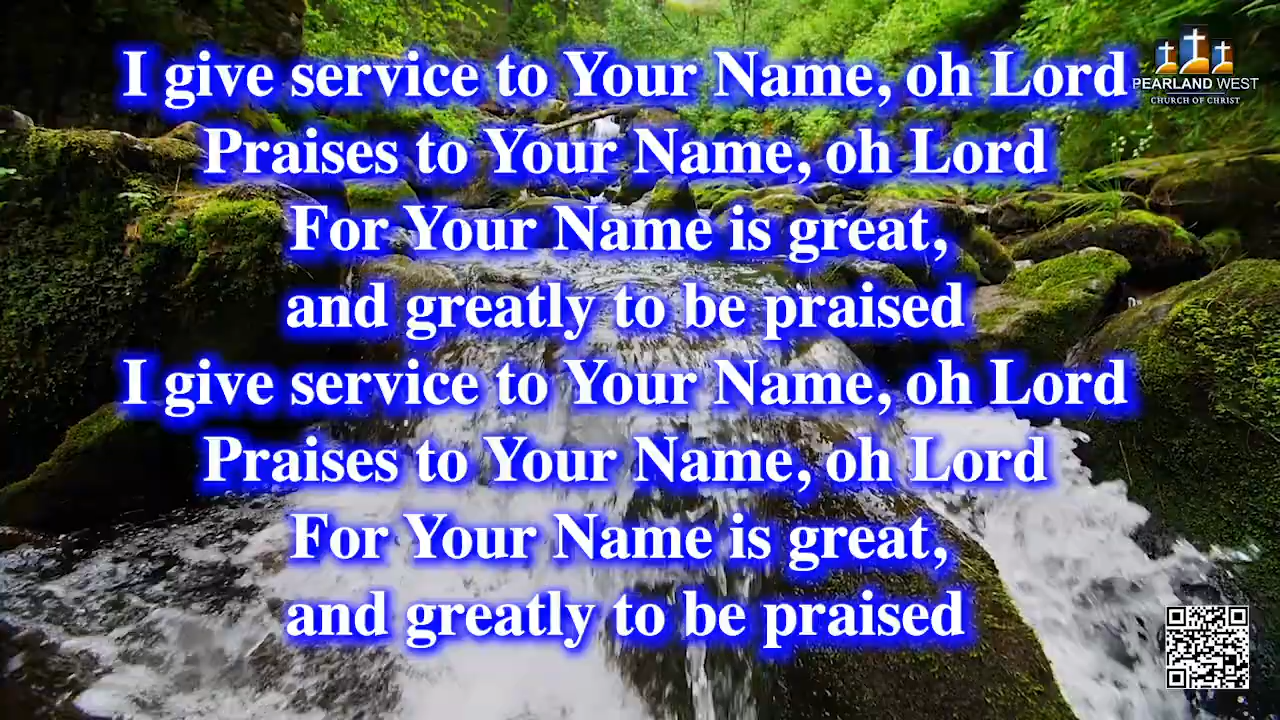 I give service to Your Name, oh Lord
PEARLAND WEST
CHURCH OF CHRIST
Praises to Your Name, oh Lord
For Your Name is great,
and greatly to be praised
I give service to Your Name, oh Lord
Praises to Your Name, oh Lord
For Your Name is great,
and greatly to be praised